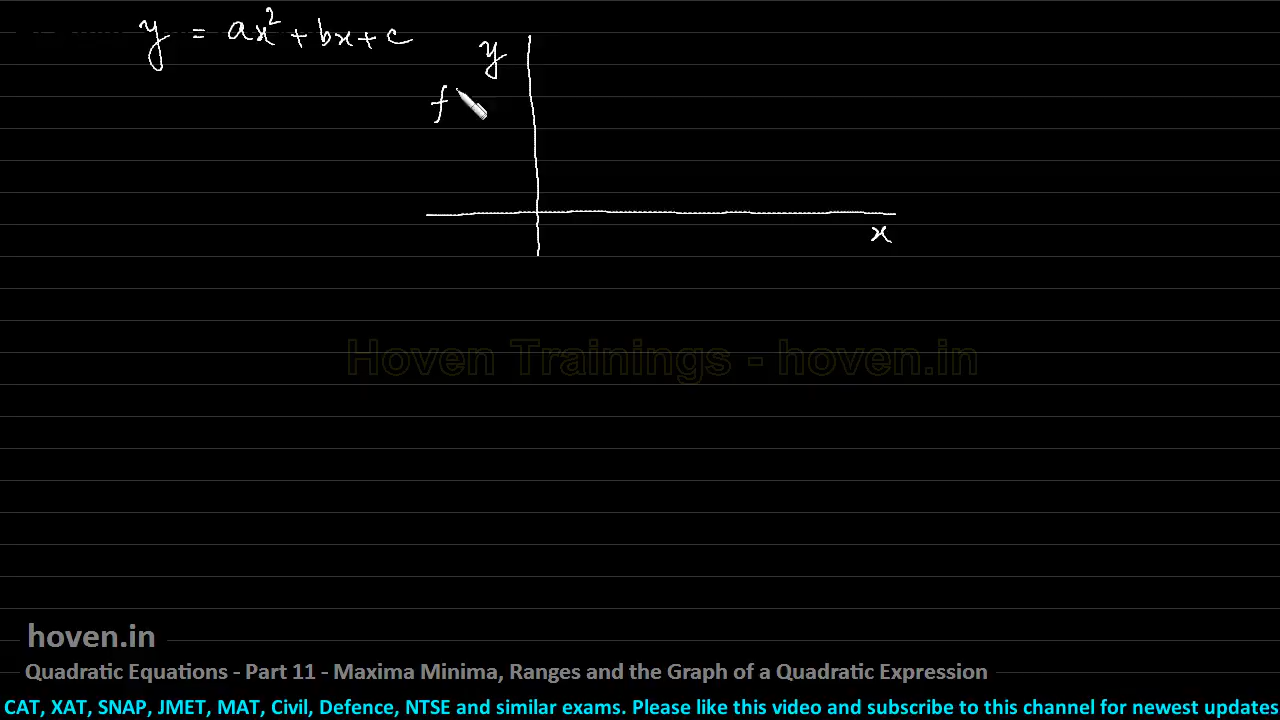 y = ax² + bx + c
y
f
x
Hoven Trainings - hoven.in
hoven.in
Quadratic Equations - Part 11 - Maxima Minima, Ranges and the Graph of a Quadratic Expression
CAT, XAT, SNAP, JMET, MAT, Civil, Defence, NTSE and similar exams. Please like this video and subscribe to this channel for newest updates